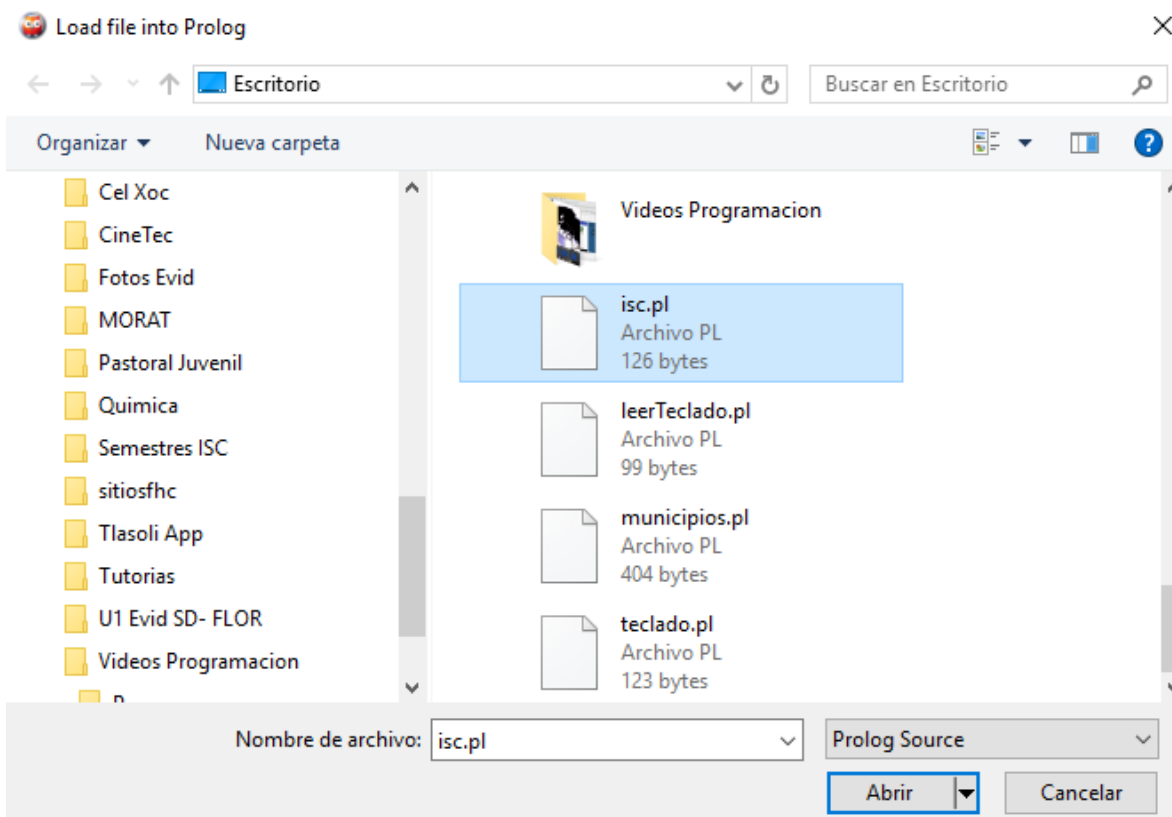 Load file into Prolog
Escritorio
Buscar en Escritorio
Organizar
Nueva carpeta
Cel Xoc
CineTec
Fotos Evid
MORAT
Pastoral Juvenil
Quimica
Semestres ISC
sitiosfhc
Tlasoli App
Tutorias
U1 Evid SD- FLOR
Videos Programacion
Videos Programacion
isc.pl
Archivo PL
126 bytes
leerTeclado.pl
Archivo PL
99 bytes
municipios.pl
Archivo PL
404 bytes
teclado.pl
Archivo PL
123 bytes
Nombre de archivo: isc.pl
Prolog Source
Abrir
Cancelar